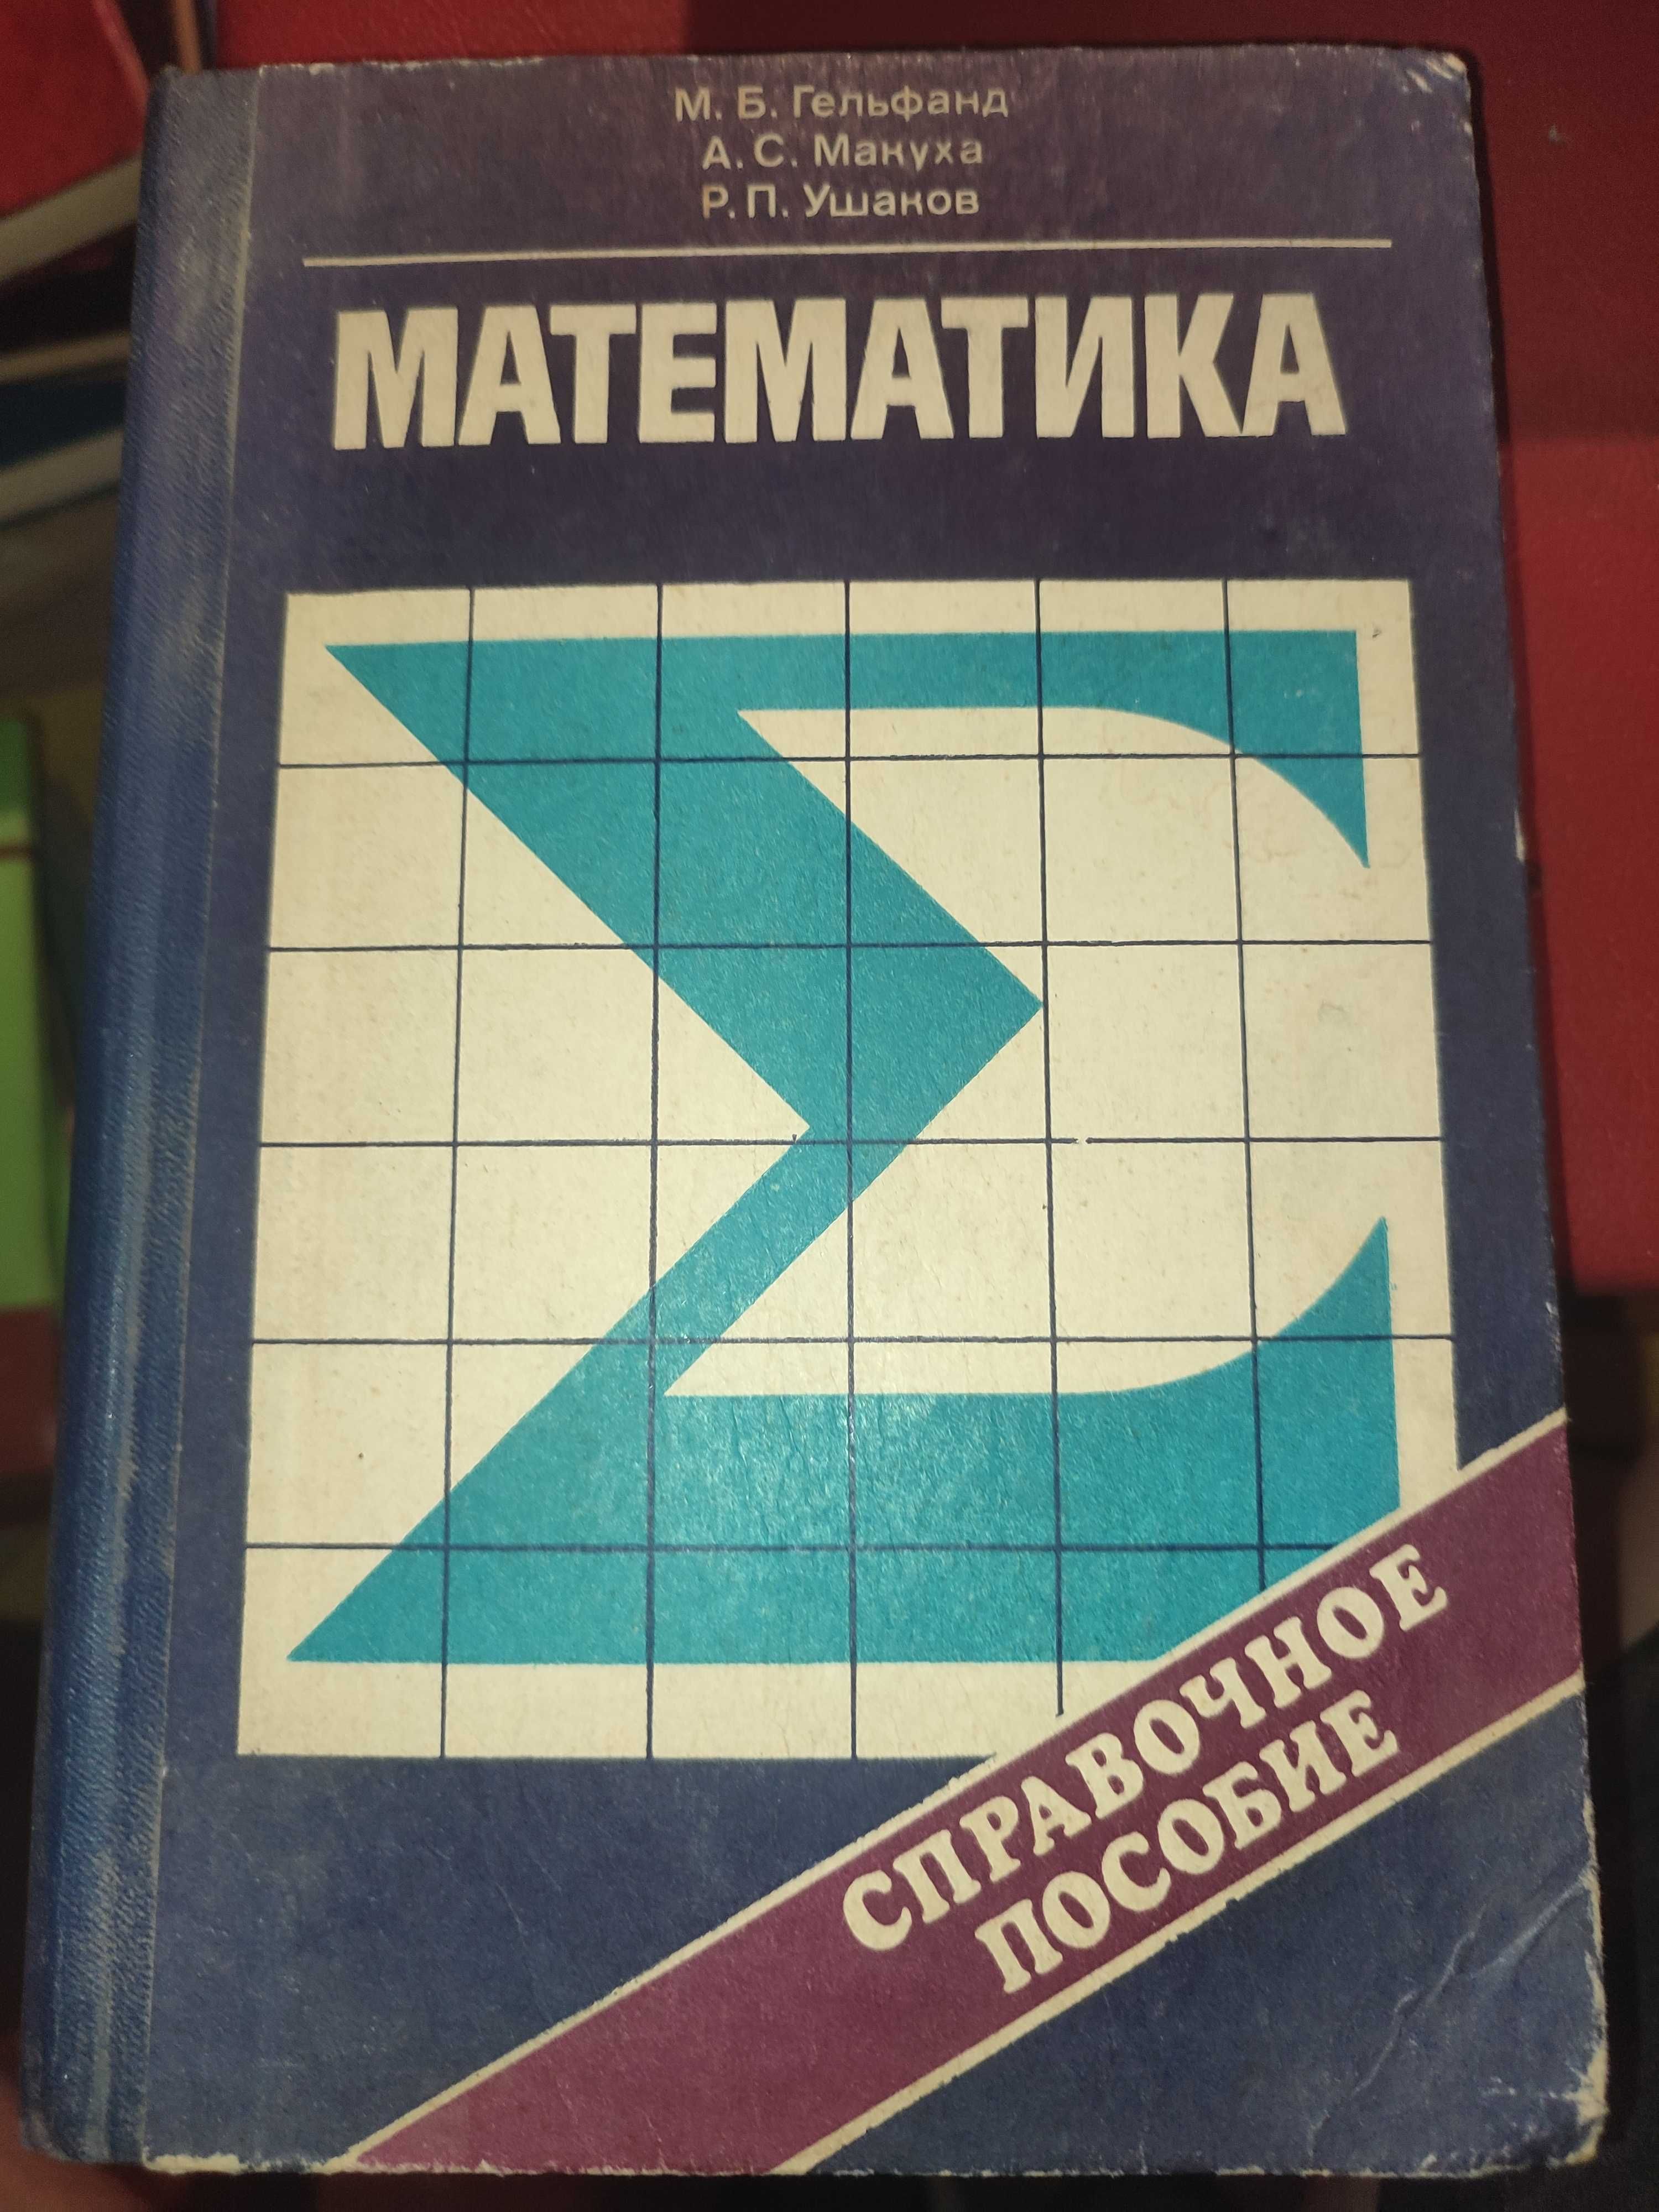 М. Б. Гельфанд
А. С. Макуха
Р. П. Ушаков
МАТЕМАТИКА
СПРАВОЧНОЕ
ПОСОБИЕ